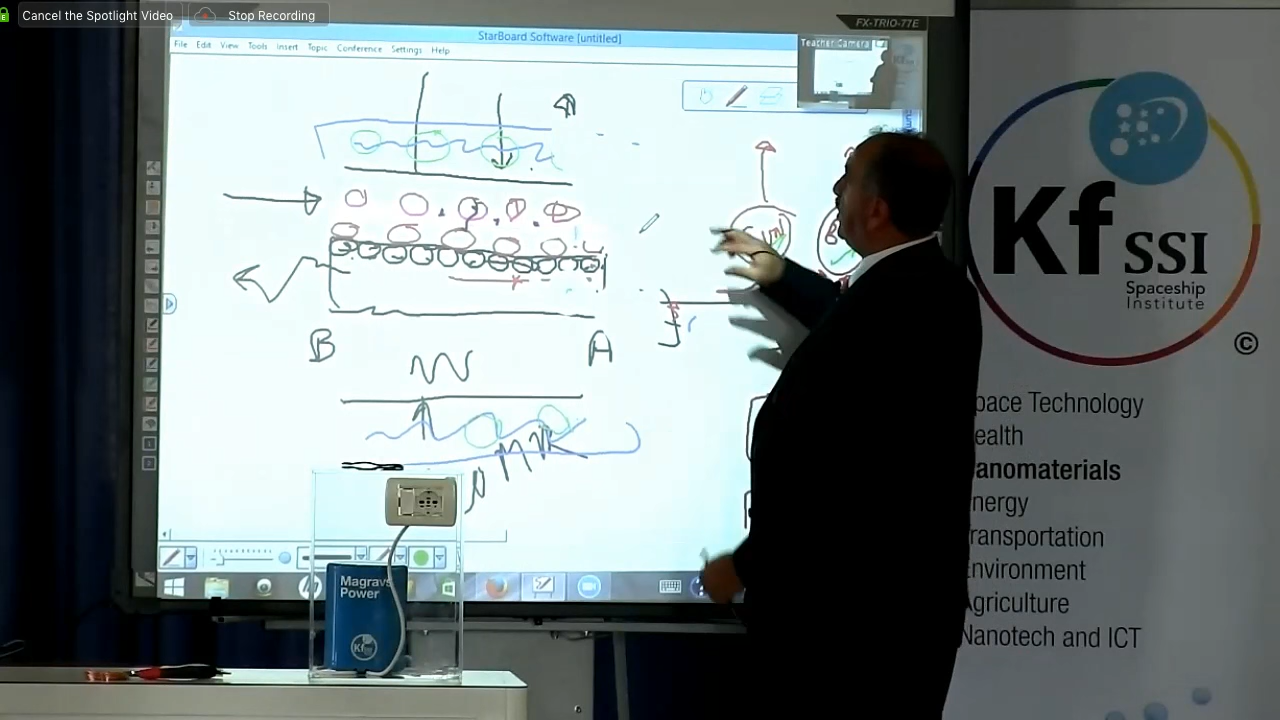 Cancel the Spotlight Video
Stop Recording
FX-TRIO-77E
StarBoard Software [untitled]
File Edit View Tools Insert Topic Conference Settings Help
Teacher Camera
B
A
Magravs
Power
Kf
Kf SSI
Spaceship
Institute
©
pace Technology
ealth
anomaterials
nergy
ransportation
nvironment
griculture
Nanotech and ICT